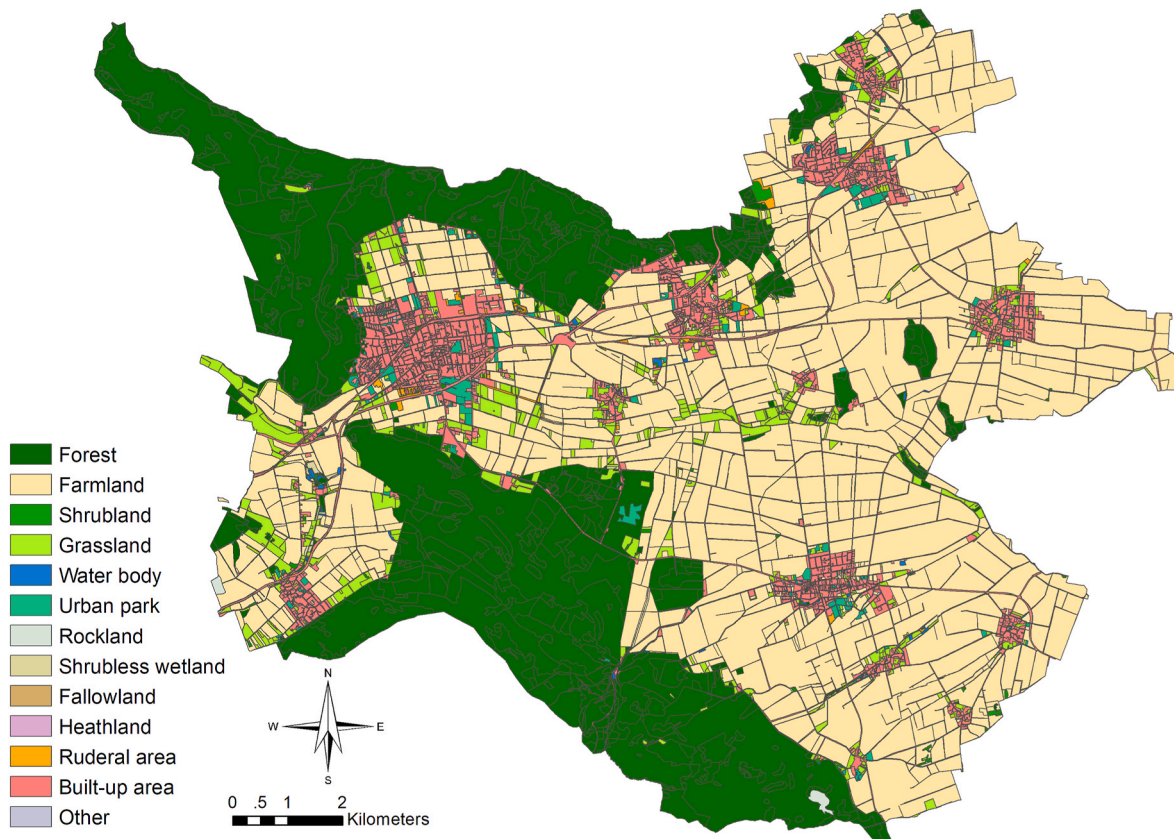 Forest
Farmland
Shrubland
Grassland
Water body
Urban park
Rockland
Shrubless wetland
Fallowland
Heathland
Ruderal area
Built-up area
Other
N
W E
S
0 .5 1 2
Kilometers